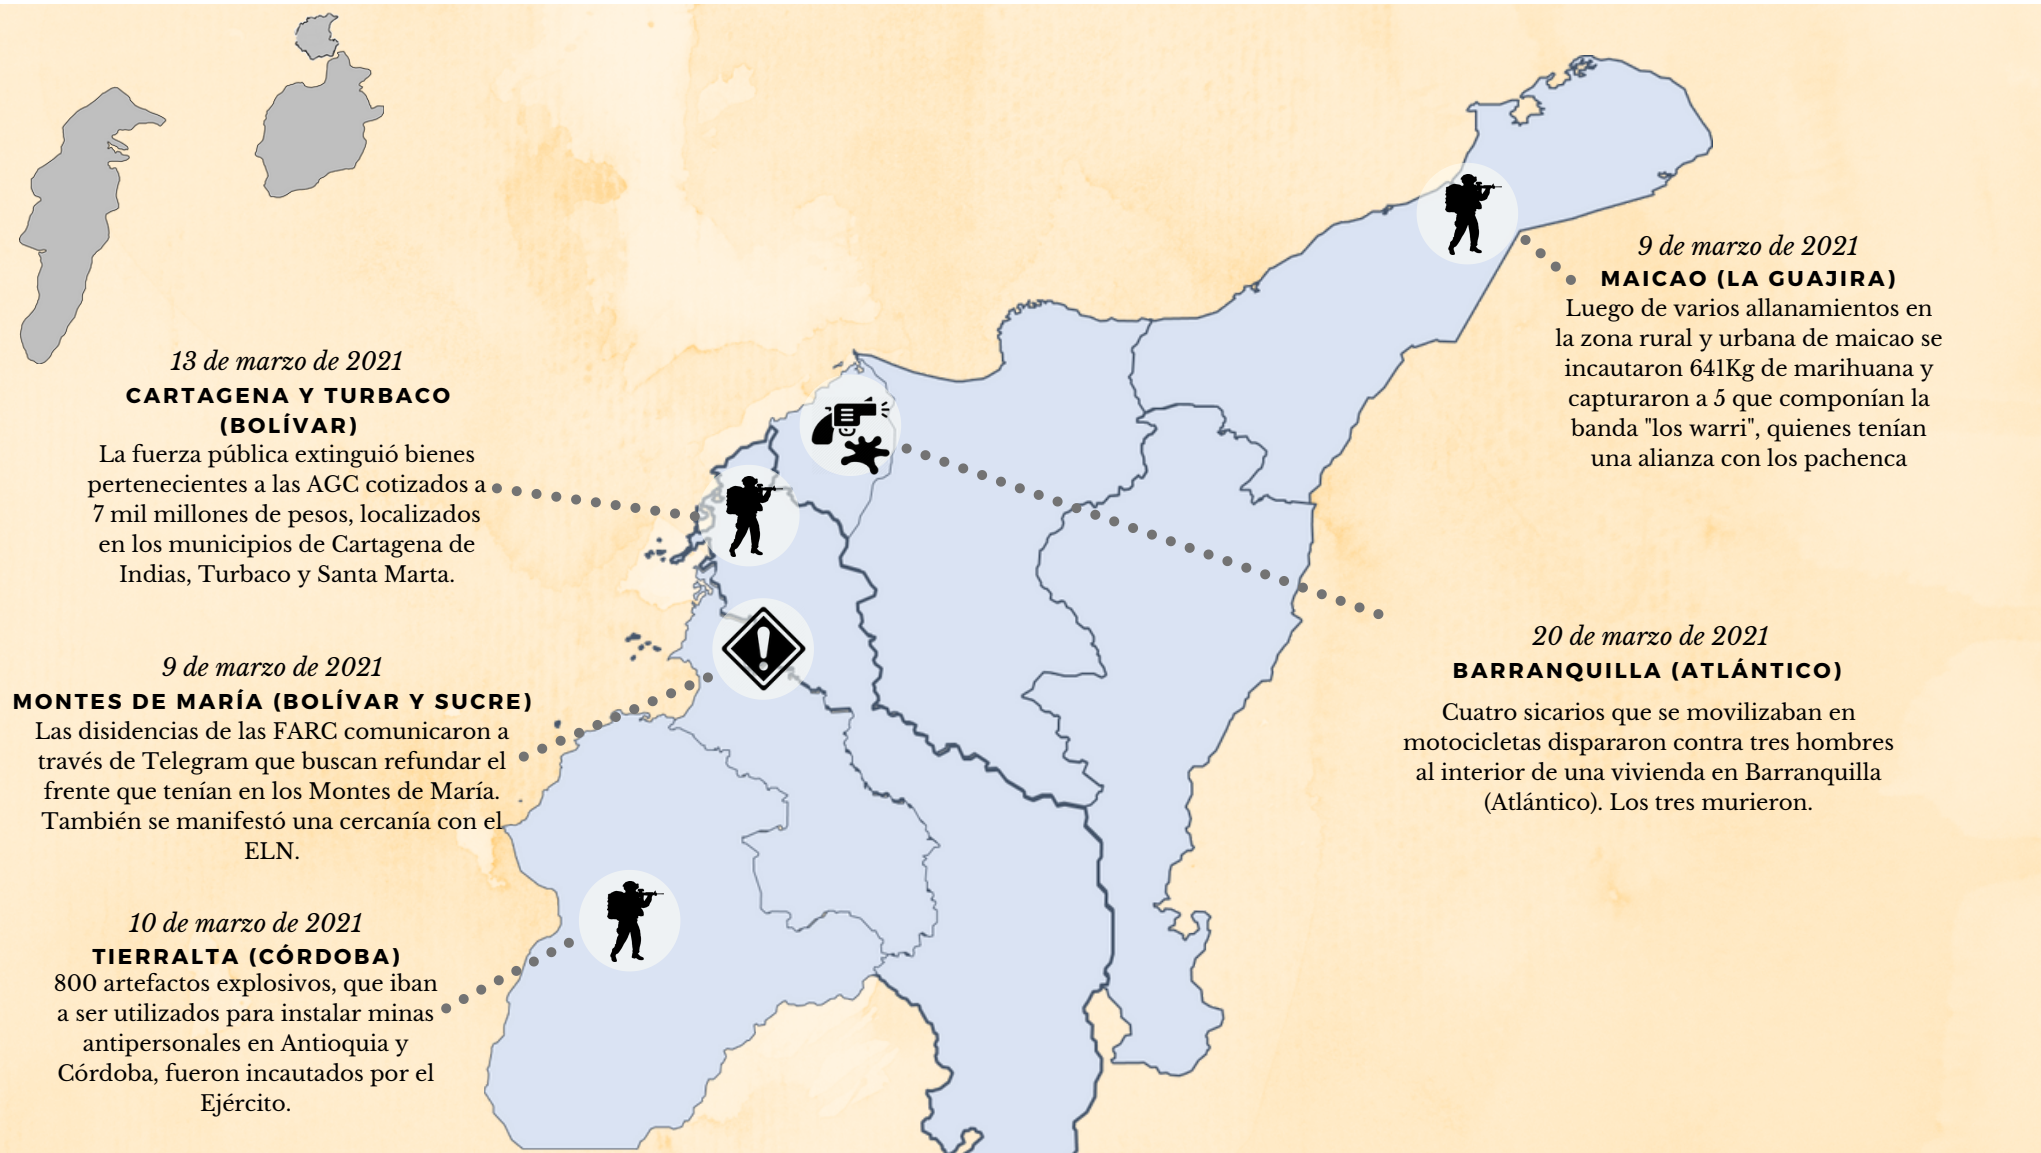 13 de marzo de 2021
CARTAGENA Y TURBACO
(BOLÍVAR)
La fuerza pública extinguió bienes
pertenecientes a las AGC cotizados a
7 mil millones de pesos, localizados
en los municipios de Cartagena de
Indias, Turbaco y Santa Marta.
9 de marzo de 2021
MONTES DE MARÍA (BOLÍVAR Y SUCRE)
Las disidencias de las FARC comunicaron a
través de Telegram que buscan refundar el
frente que tenían en los Montes de María.
También se manifestó una cercanía con el
ELN.
10 de marzo de 2021
TIERRALTA (CÓRDOBA)
800 artefactos explosivos, que iban
a ser utilizados para instalar minas
antipersonales en Antioquia y
Córdoba, fueron incautados por el
Ejército.
9 de marzo de 2021
MAICAO (LA GUAJIRA)
Luego de varios allanamientos en
la zona rural y urbana de maicao se
incautaron 641Kg de marihuana y
capturaron a 5 que componían la
banda "los warri", quienes tenían
una alianza con los pachenca
20 de marzo de 2021
BARRANQUILLA (ATLÁNTICO)
Cuatro sicarios que se movilizaban en
motocicletas dispararon contra tres hombres
al interior de una vivienda en Barranquilla
(Atlántico). Los tres murieron.